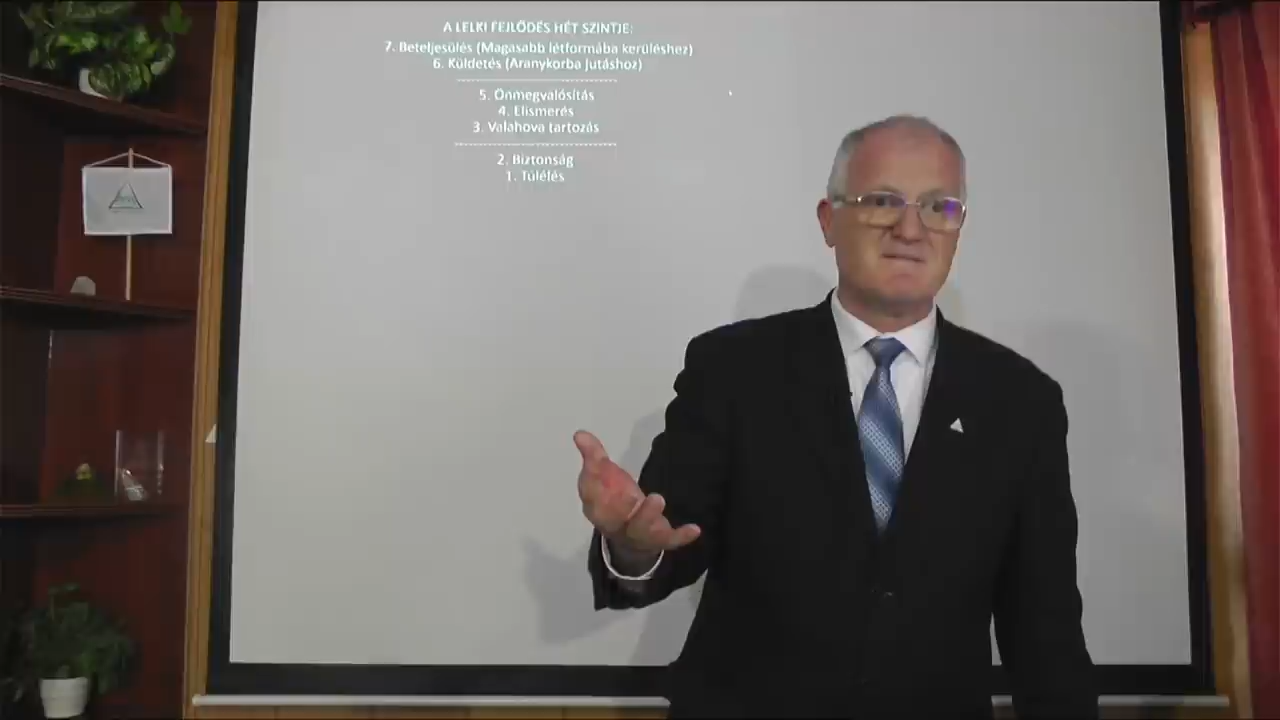 A LELKI FEJLŐDÉS HÉT SZINTJE:
7. Beteljesülés (Magasabb létformába kerüléshez)
6. Küldetés (Aranykorba jutáshoz)
5. Önmegvalósítás
4. Elismerés
3. Valahova tartozás
2. Biztonság
1. Túlélés